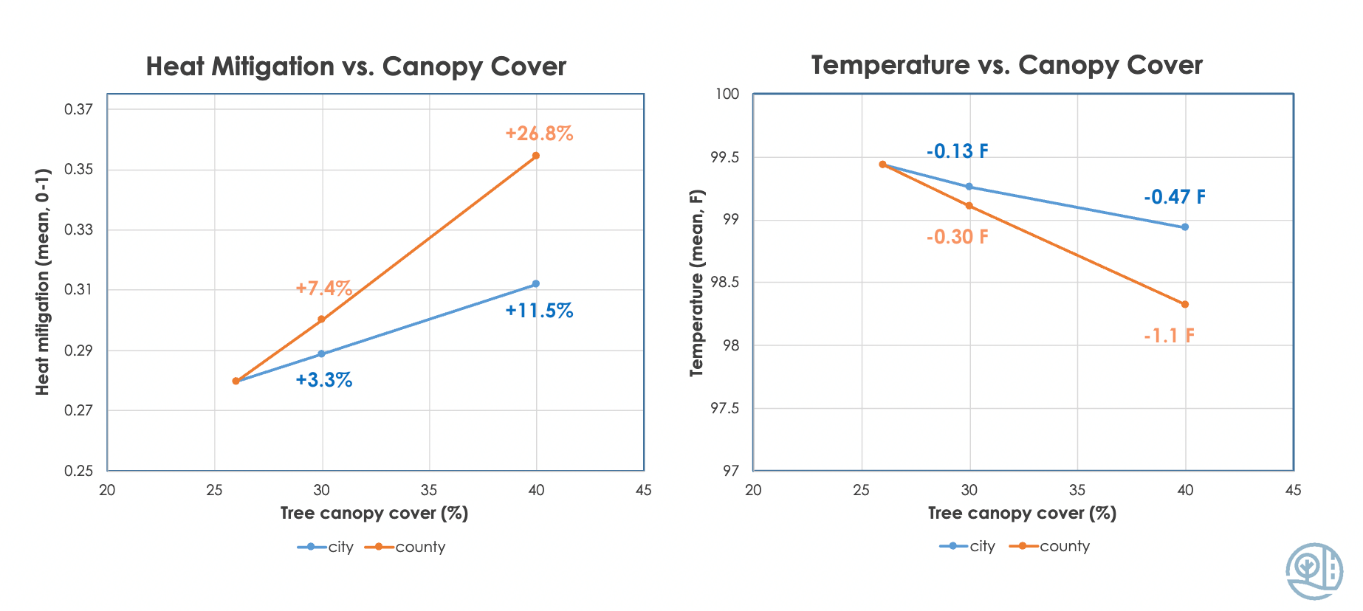 Heat Mitigation vs. Canopy Cover
Heat mitigation (mean, 0-1)
0.37
0.35
0.33
0.31
0.29
0.27
0.25
+26.8%
+7.4%
+11.5%
+3.3%
20 25 30 35 40 45
Tree canopy cover (%)
city county
Temperature vs. Canopy Cover
Temperature (mean, F)
100
99.5
99
98.5
98
97.5
97
-0.13 F
-0.47 F
-0.30 F
-1.1 F
20 25 30 35 40 45
Tree canopy cover (%)
city county